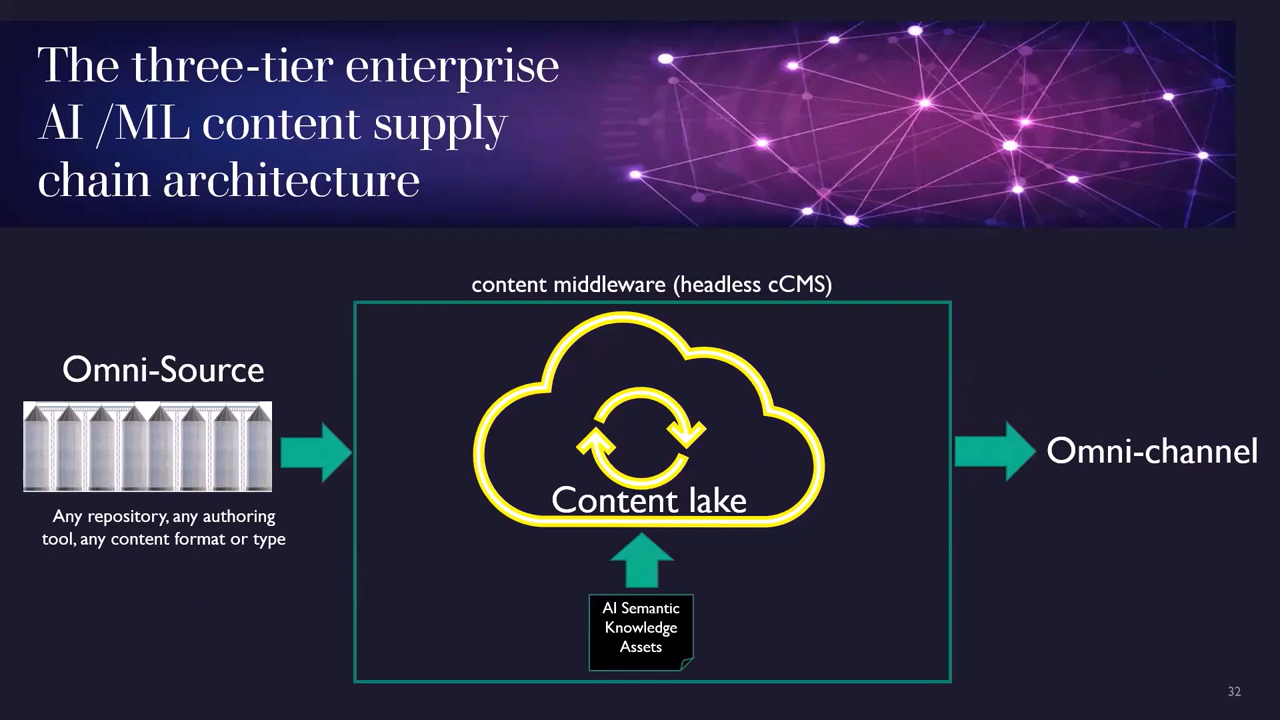 The three-tier enterprise
AI /ML content supply
chain architecture
content middleware (headless cCMS)
Omni-Source
Any repository, any authoring
tool, any content format or type
Content lake
AI Semantic
Knowledge
Assets
Omni-channel
32